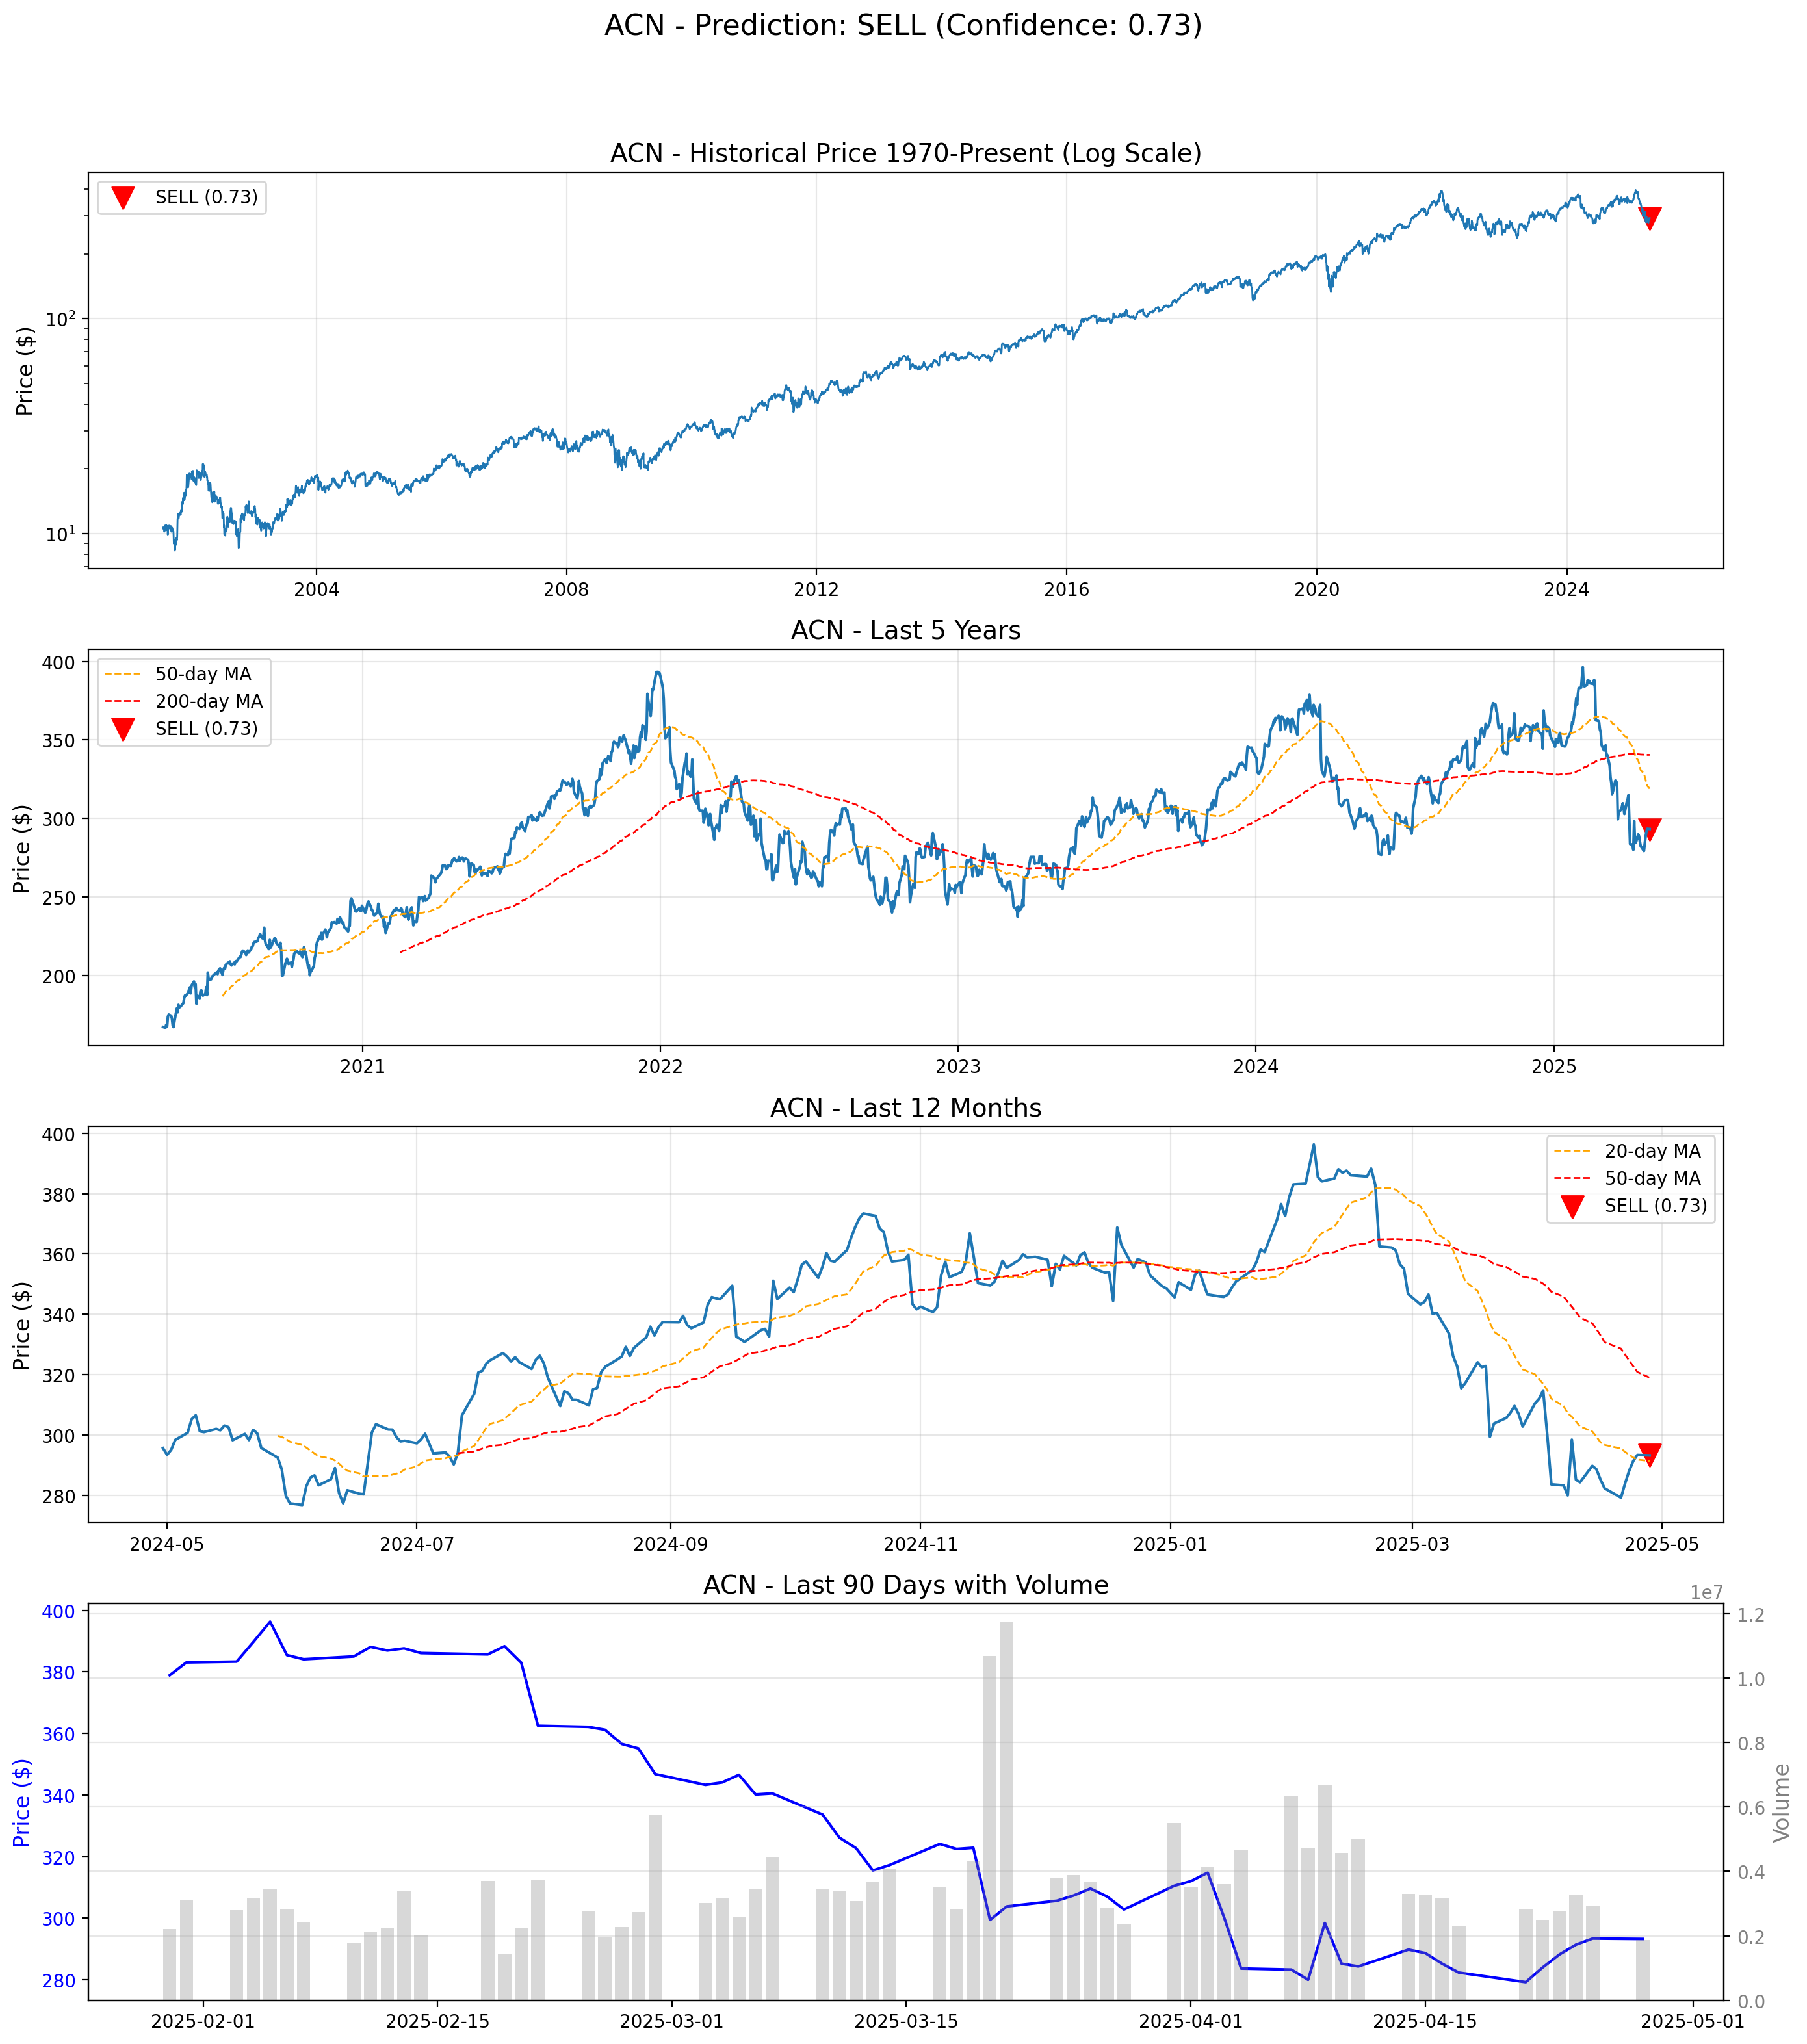 ACN - Prediction: SELL (Confidence: 0.73)
ACN - Historical Price 1970-Present (Log Scale)
SELL (0.73)
Price ($)
10²
10¹
2004 2008 2012 2016 2020 2024
ACN - Last 5 Years
50-day MA
200-day MA
SELL (0.73)
Price ($)
400
350
300
250
200
2021 2022 2023 2024 2025
ACN - Last 12 Months
20-day MA
50-day MA
SELL (0.73)
Price ($)
400
380
360
340
320
300
280
2024-05 2024-07 2024-09 2024-11 2025-01 2025-03 2025-05
ACN - Last 90 Days with Volume
1e7
Price ($)
400
380
360
340
320
300
280
1.2
1.0
0.8
0.6
0.4
0.2
0.0
Volume
2025-02-01 2025-02-15 2025-03-01 2025-03-15 2025-04-01 2025-04-15 2025-05-01